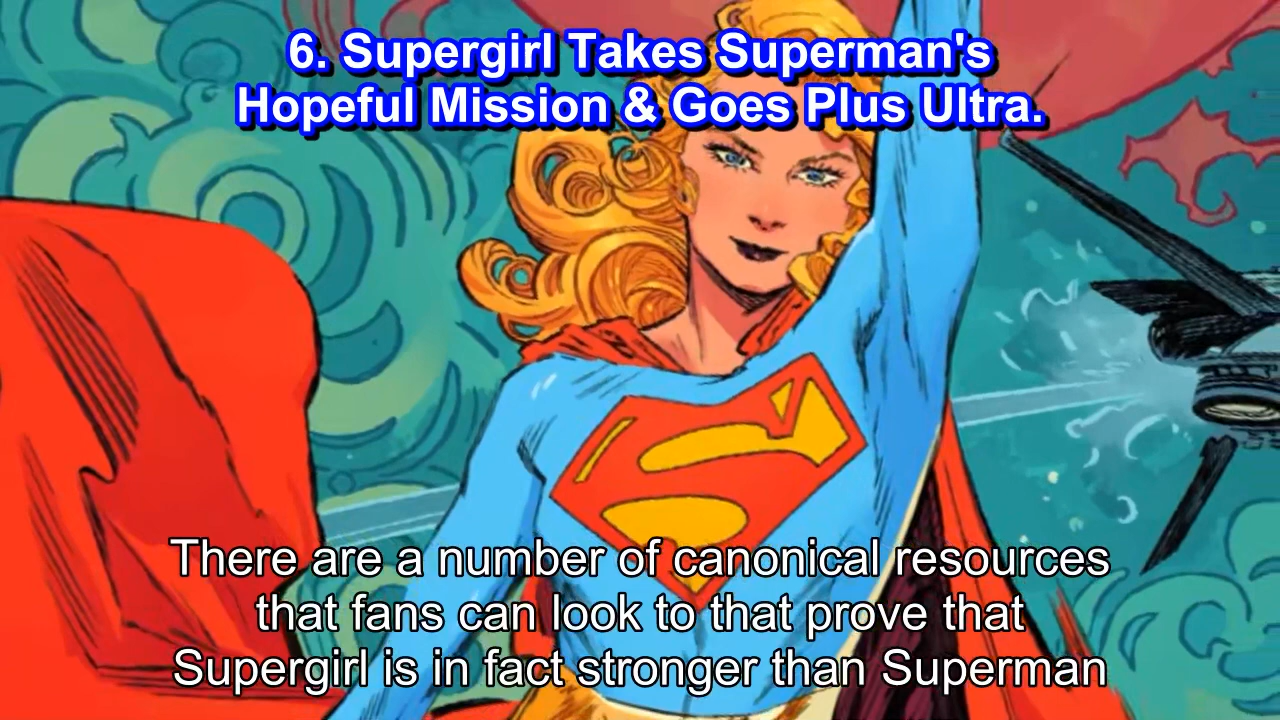 6. Supergirl Takes Superman's
Hopeful Mission & Goes Plus Ultra.
There are a number of canonical resources
that fans can look to that prove that
Supergirl is in fact stronger than Superman